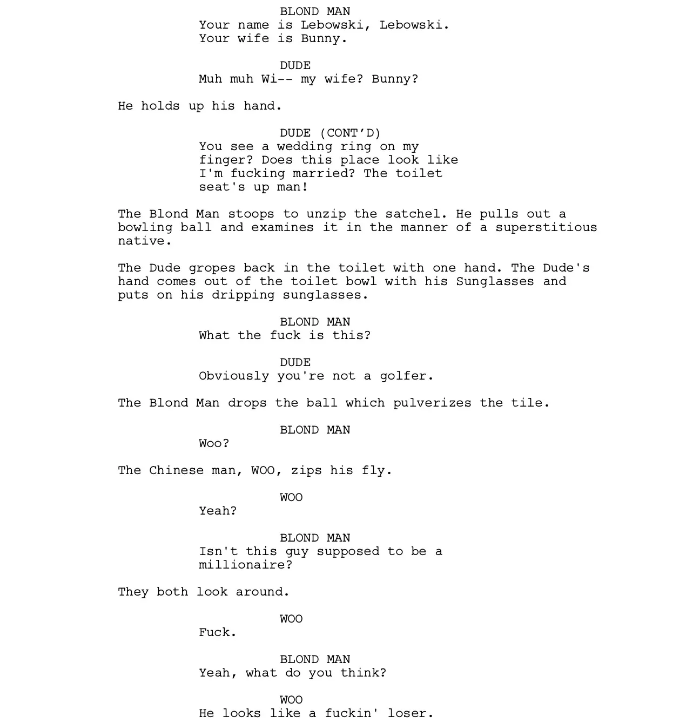 BLOND MAN
Your name is Lebowski, Lebowski.
Your wife is Bunny.
DUDE
Muh muh Wi-- my wife? Bunny?
He holds up his hand.
DUDE (CONT'D)
You see a wedding ring on my
finger? Does this place look like
I'm fucking married? The toilet
seat's up man!
The Blond Man stoops to unzip the satchel. He pulls out a
bowling ball and examines it in the manner of a superstitious
native.
The Dude gropes back in the toilet with one hand. The Dude's
hand comes out of the toilet bowl with his Sunglasses and
puts on his dripping sunglasses.
BLOND MAN
What the fuck is this?
DUDE
Obviously you're not a golfer.
The Blond Man drops the ball which pulverizes the tile.
BLOND MAN
Woo?
The Chinese man, WOO, zips his fly.
WOO
Yeah?
BLOND MAN
Isn't this guy supposed to be a
millionaire?
They both look around.
WOO
Fuck.
BLOND MAN
Yeah, what do you think?
WOO
He looks like a fuckin' loser.